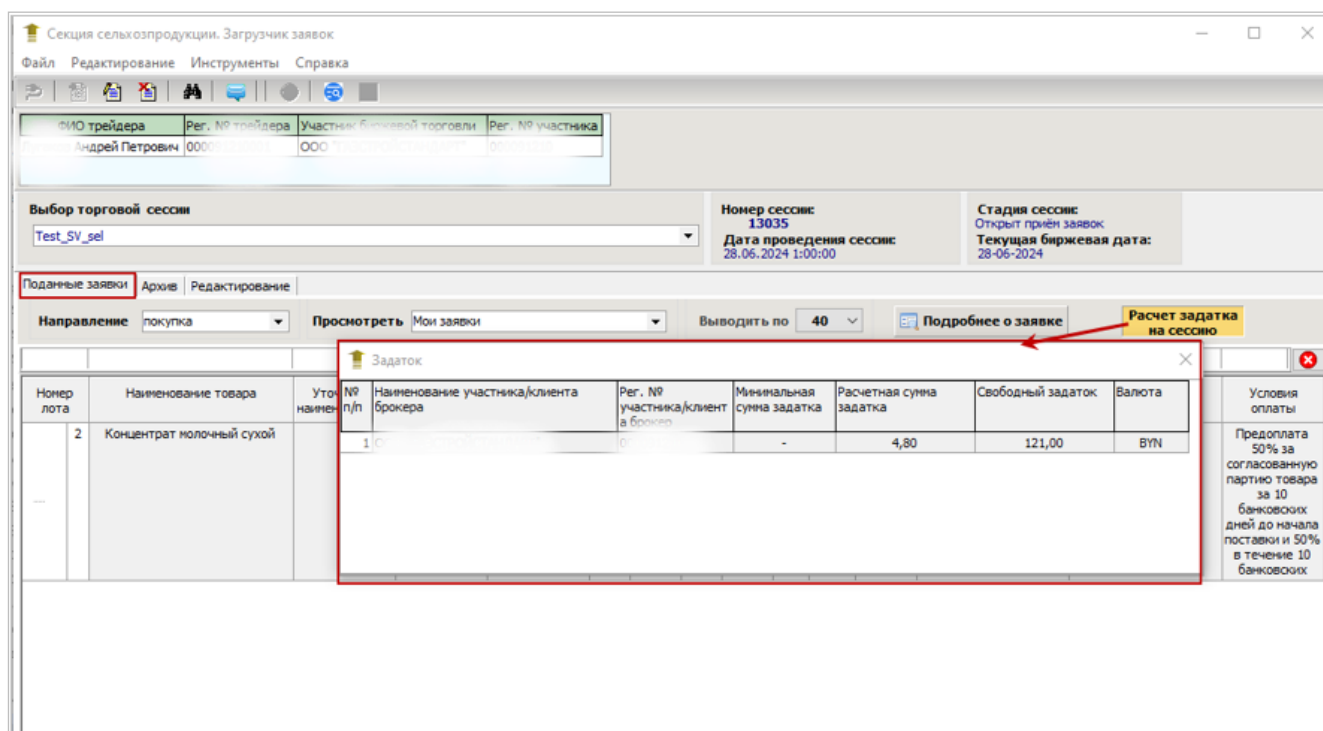 Секция сельхозпродукции. Загрузчик заявок
Файл Редактирование Инструменты Справка
ФИО трейдера Рег. № трейдера Участник биржевой торговли Рег. № участника
Андрей Петрович ООО
Выбор торговой сессии
Test_SV_sel
Номер сессии:
13035
Дата проведения сессии:
28.06.2024 1:00:00
Стадия сессии:
Открыт приём заявок
Текущая биржевая дата:
28-06-2024
Поданные заявки Архив Редактирование
Направление покупка Просмотреть Мои заявки Выводить по 40 Подробнее о заявке
Расчет задатка
на сессию
Задаток
№
п/п
Наименование участника/клиента
брокера
Рег. №
участника/клиент
а брокер
Минимальная
сумма задатка
Расчетная сумма
задатка
Свободный задаток
Валюта
1 - 4,80 121,00 BYN
Номер
лота
Наименование товара
Уто
наимен
Условия
оплаты
2 Концентрат молочный сухой
Предоплата
50% за
согласованную
партию товара
за 10
банковских
дней до начала
поставки и 50%
в течение 10
банковских